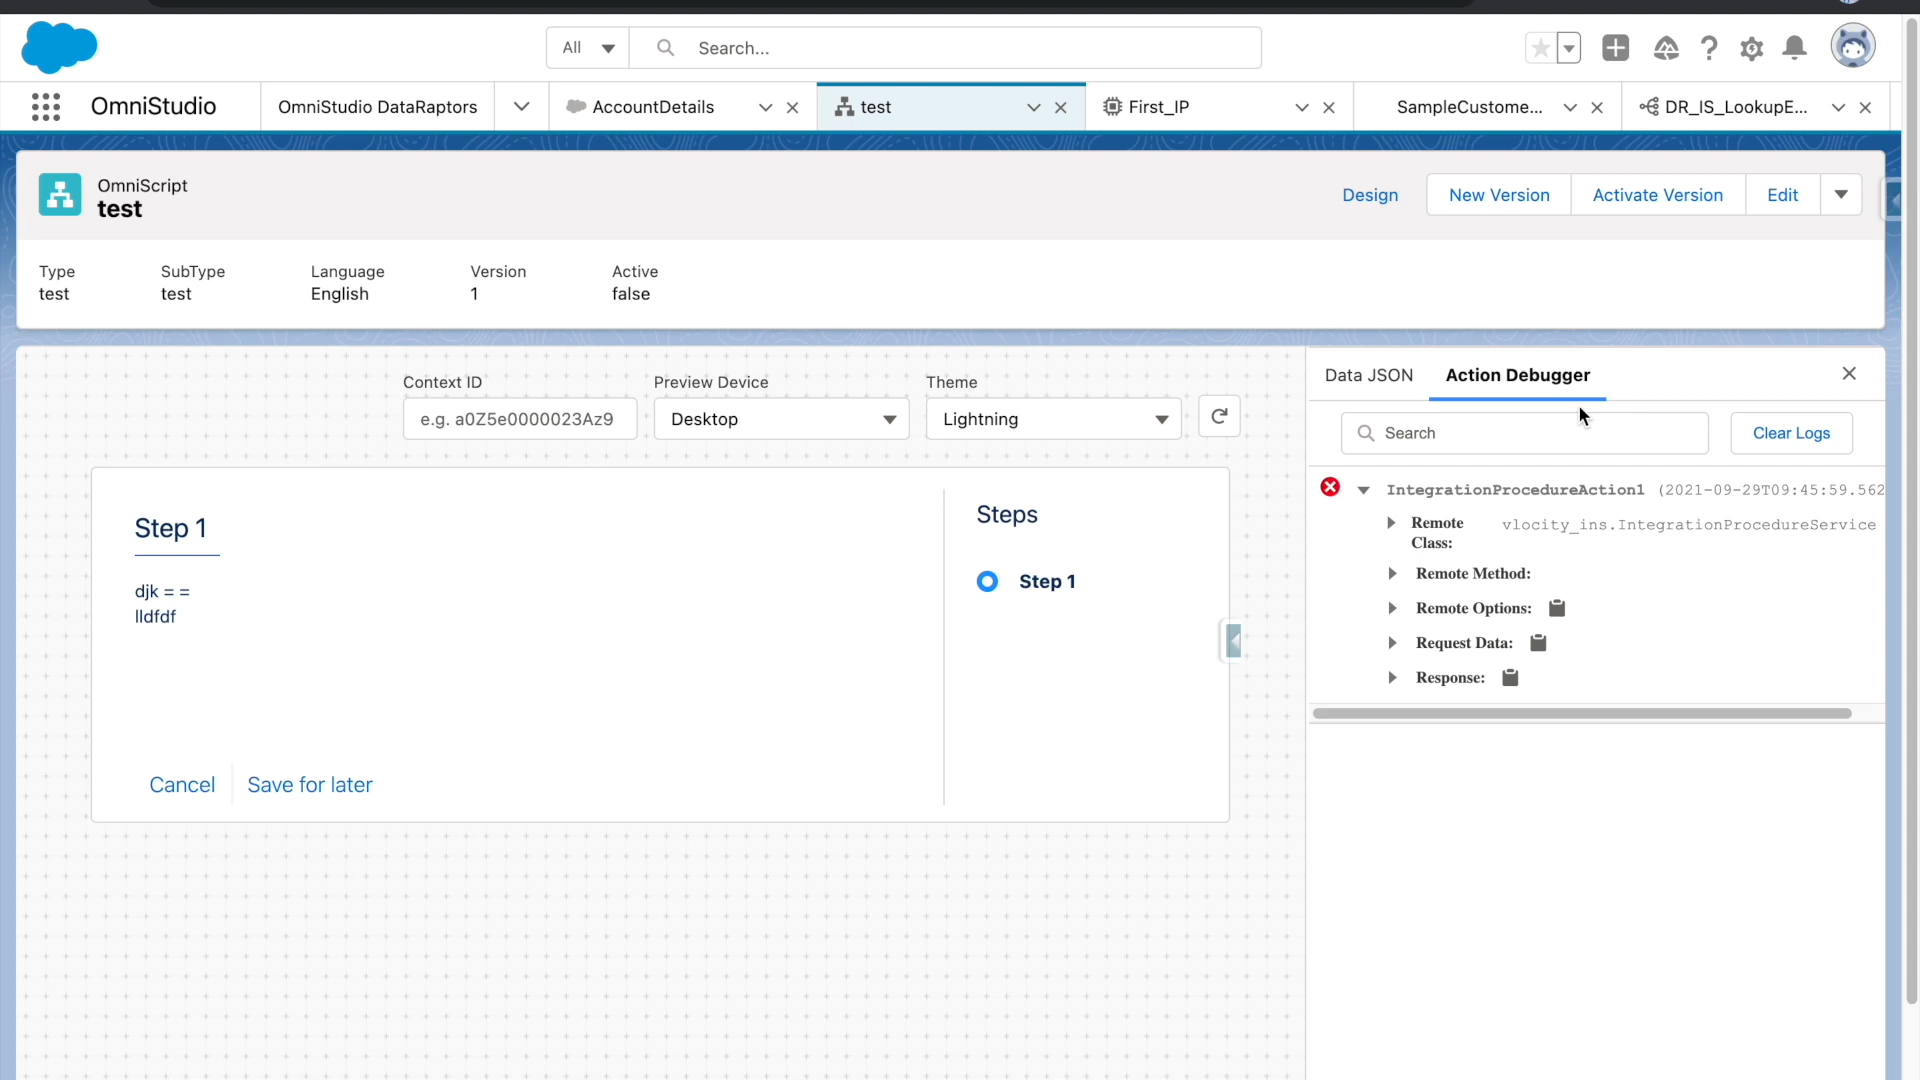 All
Search...
OmniStudio
OmniStudio DataRaptors
AccountDetails
test
First_IP
SampleCustome...
DR_IS_LookupE...
OmniScript
test
Design
New Version
Activate Version
Edit
Type
SubType
Language
Version
Active
test
test
English
1
false
Context ID
Preview Device
Theme
e.g. a0Z5e0000023Az9
Desktop
Lightning
Step 1
djk = =
lldfdf
Cancel
Save for later
Steps
Step 1
Data JSON
Action Debugger
Search
Clear Logs
IntegrationProcedureAction1 (2021-09-29T09:45:59.562
Remote Class: vlocity_ins.IntegrationProcedureService
Remote Method:
Remote Options:
Request Data:
Response: